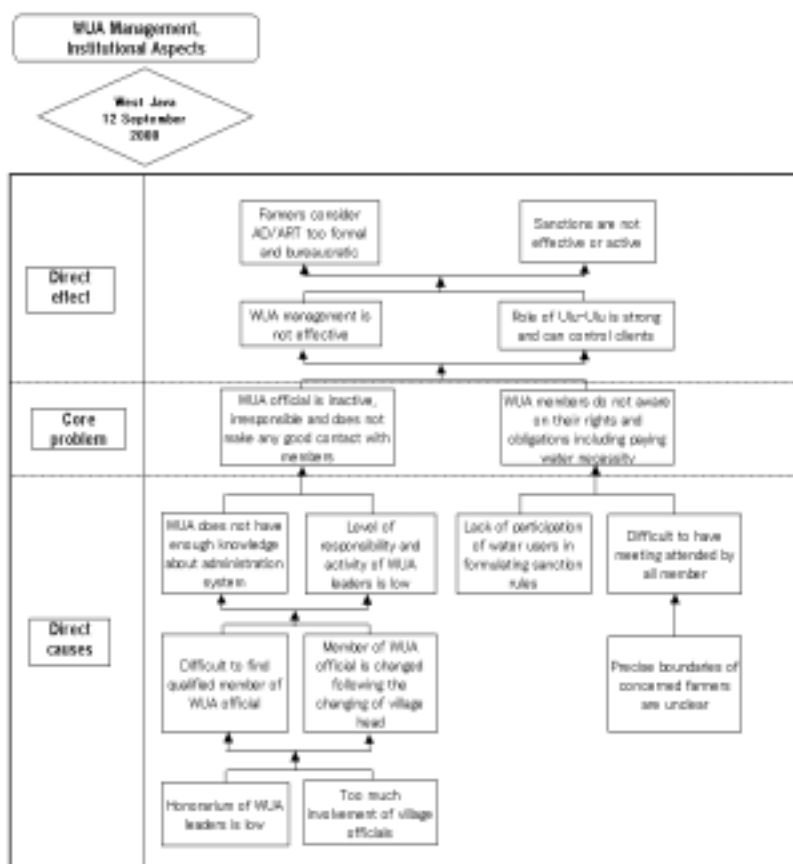 WUA Management,
Institutional Aspects
West Java
12 September
2000
Direct
effect
Farmers consider
AD/ART too formal
and bureaucratic
Sanctions are not
effective or active
WUA management is
not effective
Role of Ulu-Ulu is strong
and can control clients
Core
problem
WUA official is inactive,
irresponsible and does not
make any good contact with
members
WUA members do not aware
on their rights and
obligations including paying
water necessity
Direct
causes
WUA does not have
enough knowledge
about administration
system
Level of
responsibility and
activity of WUA
leaders is low
Lack of participation
of water users in
formulating sanction
rules
Difficult to have
meeting attended by
all member
Difficult to find
qualified member of
WUA official
Member of WUA
official is changed
following the
changing of village
head
Precise boundaries of
concerned farmers
are unclear
Honorarium of WUA
leaders is low
Too much
involvement of village
officials